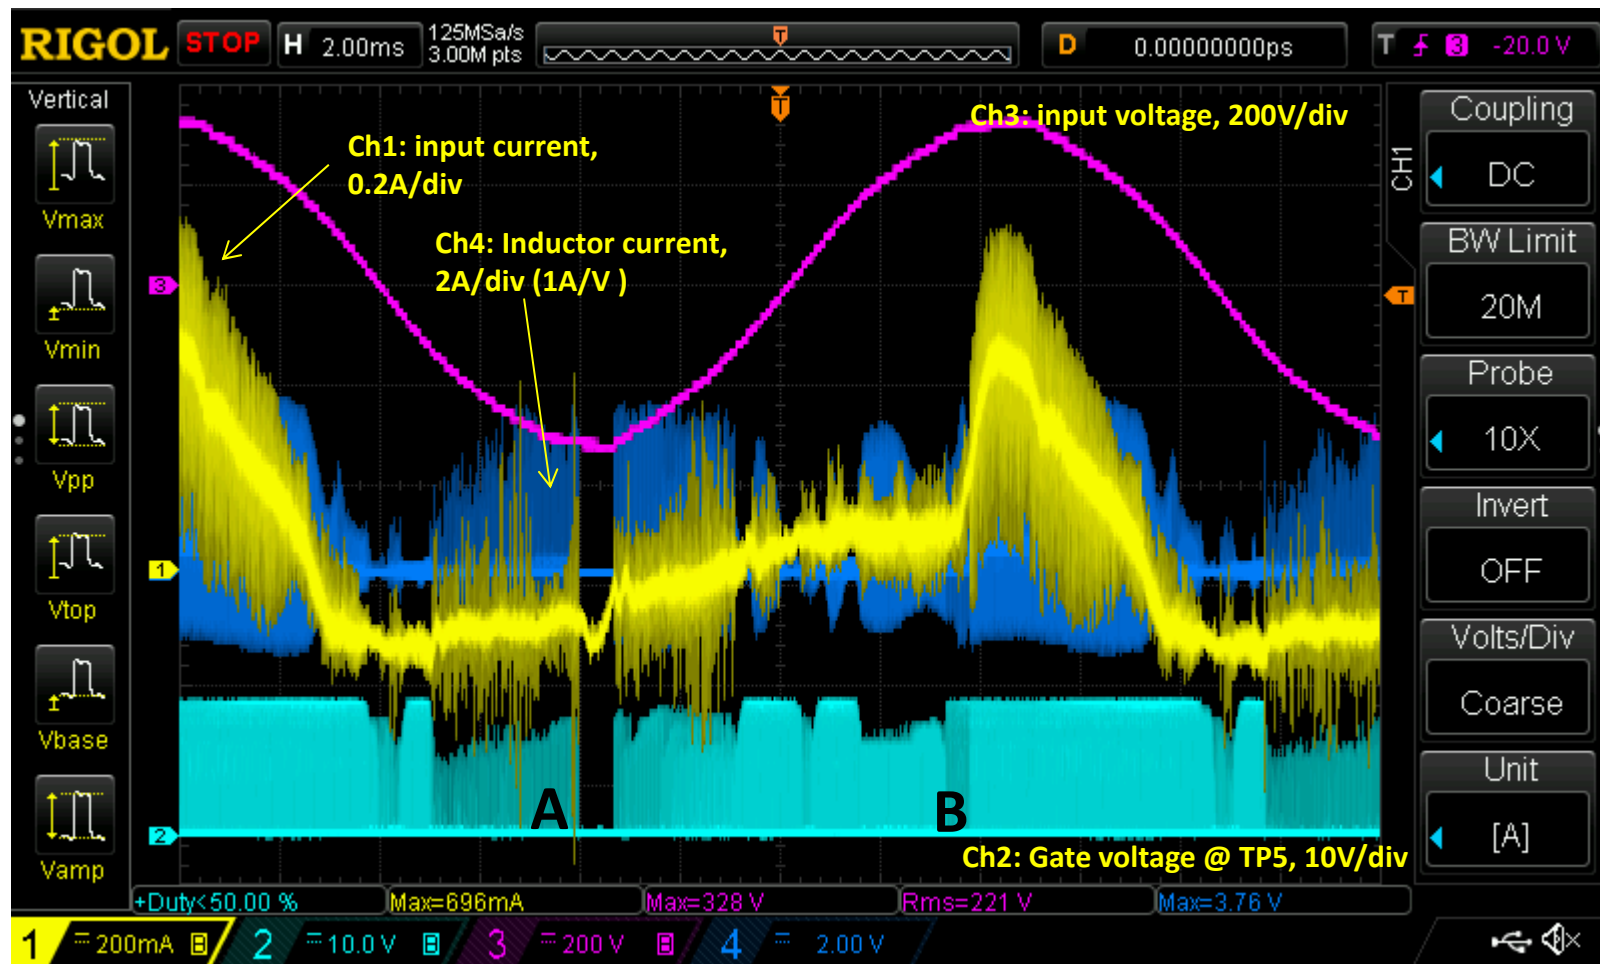 RIGOL STOP H 2.00ms 125MSa/s
3.00M pts T D 0.00000000ps T 3 -20.0 V
Vertical
Vmax
Vmin
Vpp
Vtop
Vbase
Vamp
T
Ch3: input voltage, 200V/div
Ch1: input current,
0.2A/div
Ch4: Inductor current,
2A/div (1A/V )
3
T
1
2
A
B
Ch2: Gate voltage @ TP5, 10V/div
CH1
Coupling
DC
BW Limit
20M
Probe
10X
Invert
OFF
Volts/Div
Coarse
Unit
[A]
+Duty<50.00 % Max=696mA Max=328 V Rms=221 V Max=3.76 V
1 200mA B 2 10.0 V B 3 200 V B 4 2.00 V